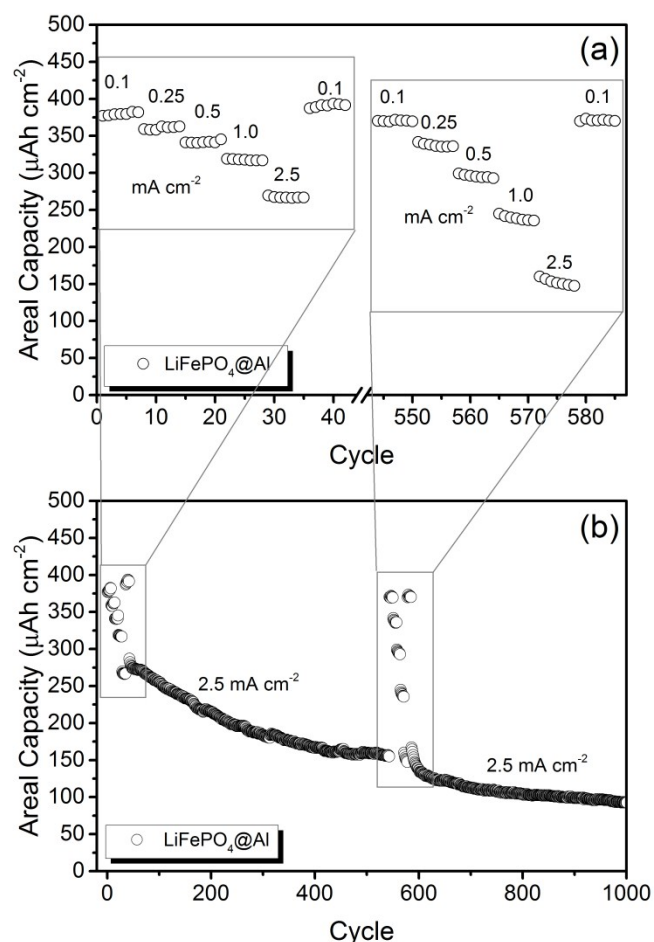 (a)
Areal Capacity (μAh cm⁻²)
500
450
400
350
300
250
200
150
100
50
0
0.1
0.25
0.5
1.0
2.5
0.1
mA cm⁻²
0.1
0.25
0.5
1.0
2.5
0.1
mA cm⁻²
LiFePO₄@Al
0 10 20 30 40 550 560 570 580
Cycle
(b)
Areal Capacity (μAh cm⁻²)
500
450
400
350
300
250
200
150
100
50
0
2.5 mA cm⁻²
2.5 mA cm⁻²
LiFePO₄@Al
0 200 400 600 800 1000
Cycle